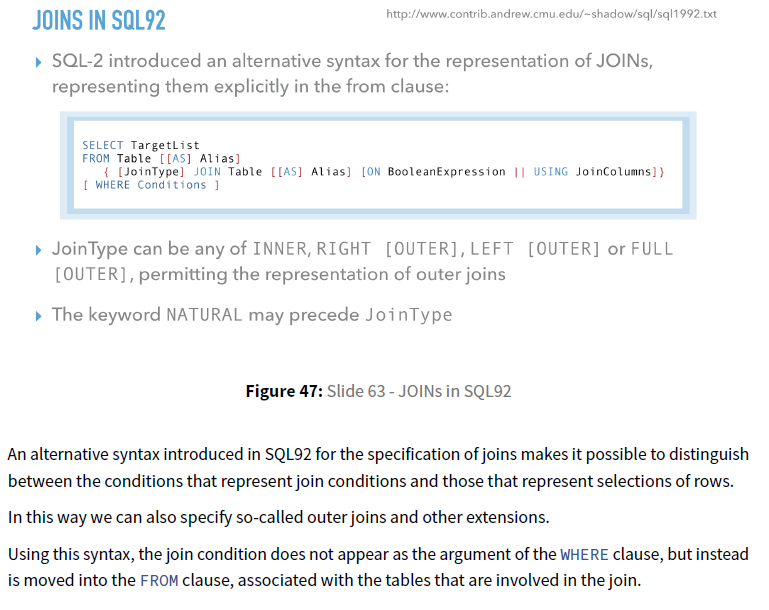 JOINS IN SQL92
http://www.contrib.andrew.cmu.edu/~shadow/sql/sql1992.txt
▸ SQL-2 introduced an alternative syntax for the representation of JOINs,
representing them explicitly in the from clause:
SELECT TargetList
FROM Table [[AS] Alias]
{ [JoinType] JOIN Table [[AS] Alias] [ON BooleanExpression || USING JoinColumns]}
[ WHERE Conditions ]
▸ JoinType can be any of INNER, RIGHT [OUTER], LEFT [OUTER] or FULL
[OUTER], permitting the representation of outer joins
▸ The keyword NATURAL may precede JoinType
Figure 47: Slide 63 - JOINs in SQL92
An alternative syntax introduced in SQL92 for the specification of joins makes it possible to distinguish
between the conditions that represent join conditions and those that represent selections of rows.
In this way we can also specify so-called outer joins and other extensions.
Using this syntax, the join condition does not appear as the argument of the WHERE clause, but instead
is moved into the FROM clause, associated with the tables that are involved in the join.